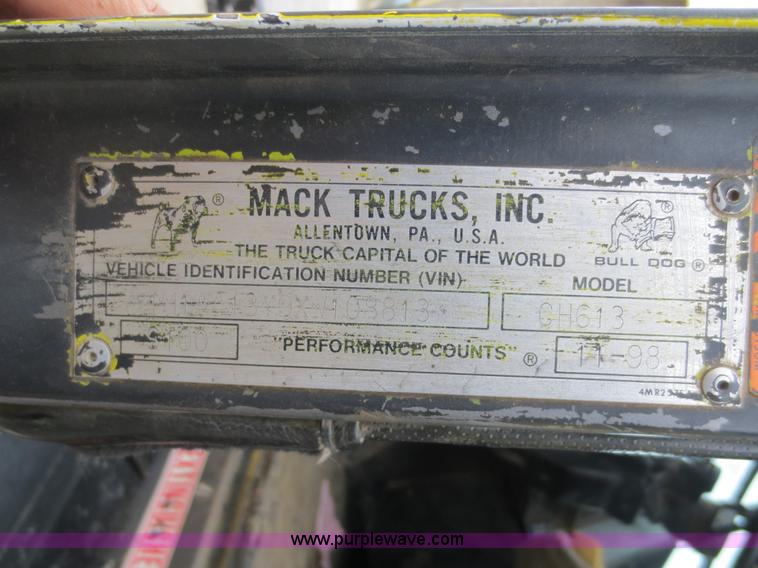 MACK TRUCKS, INC.
ALLENTOWN, PA., U.S.A.
THE TRUCK CAPITAL OF THE WORLD
BULL DOG ®
VEHICLE IDENTIFICATION NUMBER (VIN)
MODEL
CH613
"PERFORMANCE COUNTS" ®
11-98
www.purplewave.com